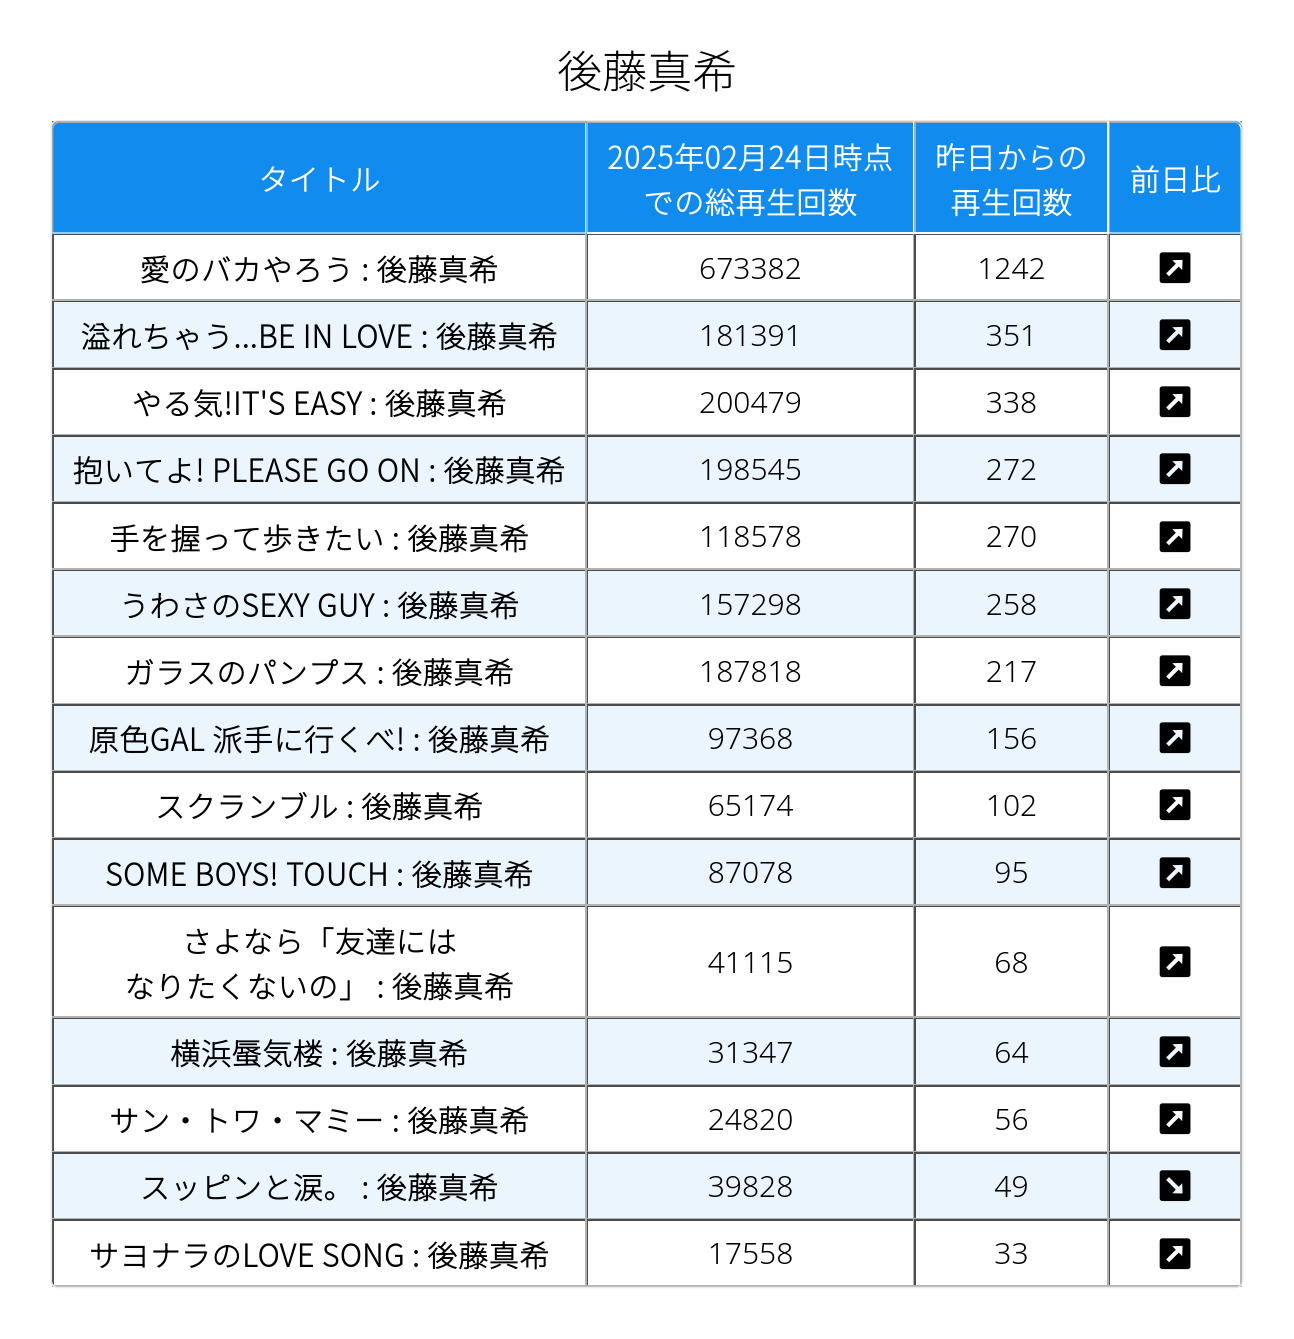 後藤真希
タイトル
2025年02月24日時点
での総再生回数
昨日からの
再生回数
前日比
愛のバカやろう : 後藤真希 673382 1242
溢れちゃう...BE IN LOVE : 後藤真希 181391 351
やる気!IT'S EASY : 後藤真希 200479 338
抱いてよ! PLEASE GO ON : 後藤真希 198545 272
手を握って歩きたい : 後藤真希 118578 270
うわさのSEXY GUY : 後藤真希 157298 258
ガラスのパンプス : 後藤真希 187818 217
原色GAL 派手に行くべ! : 後藤真希 97368 156
スクランブル : 後藤真希 65174 102
SOME BOYS! TOUCH : 後藤真希 87078 95
さよなら「友達には
なりたくないの」 : 後藤真希 41115 68
横浜蜃気楼 : 後藤真希 31347 64
サン・トワ・マミー : 後藤真希 24820 56
スッピンと涙。 : 後藤真希 39828 49
サヨナラのLOVE SONG : 後藤真希 17558 33